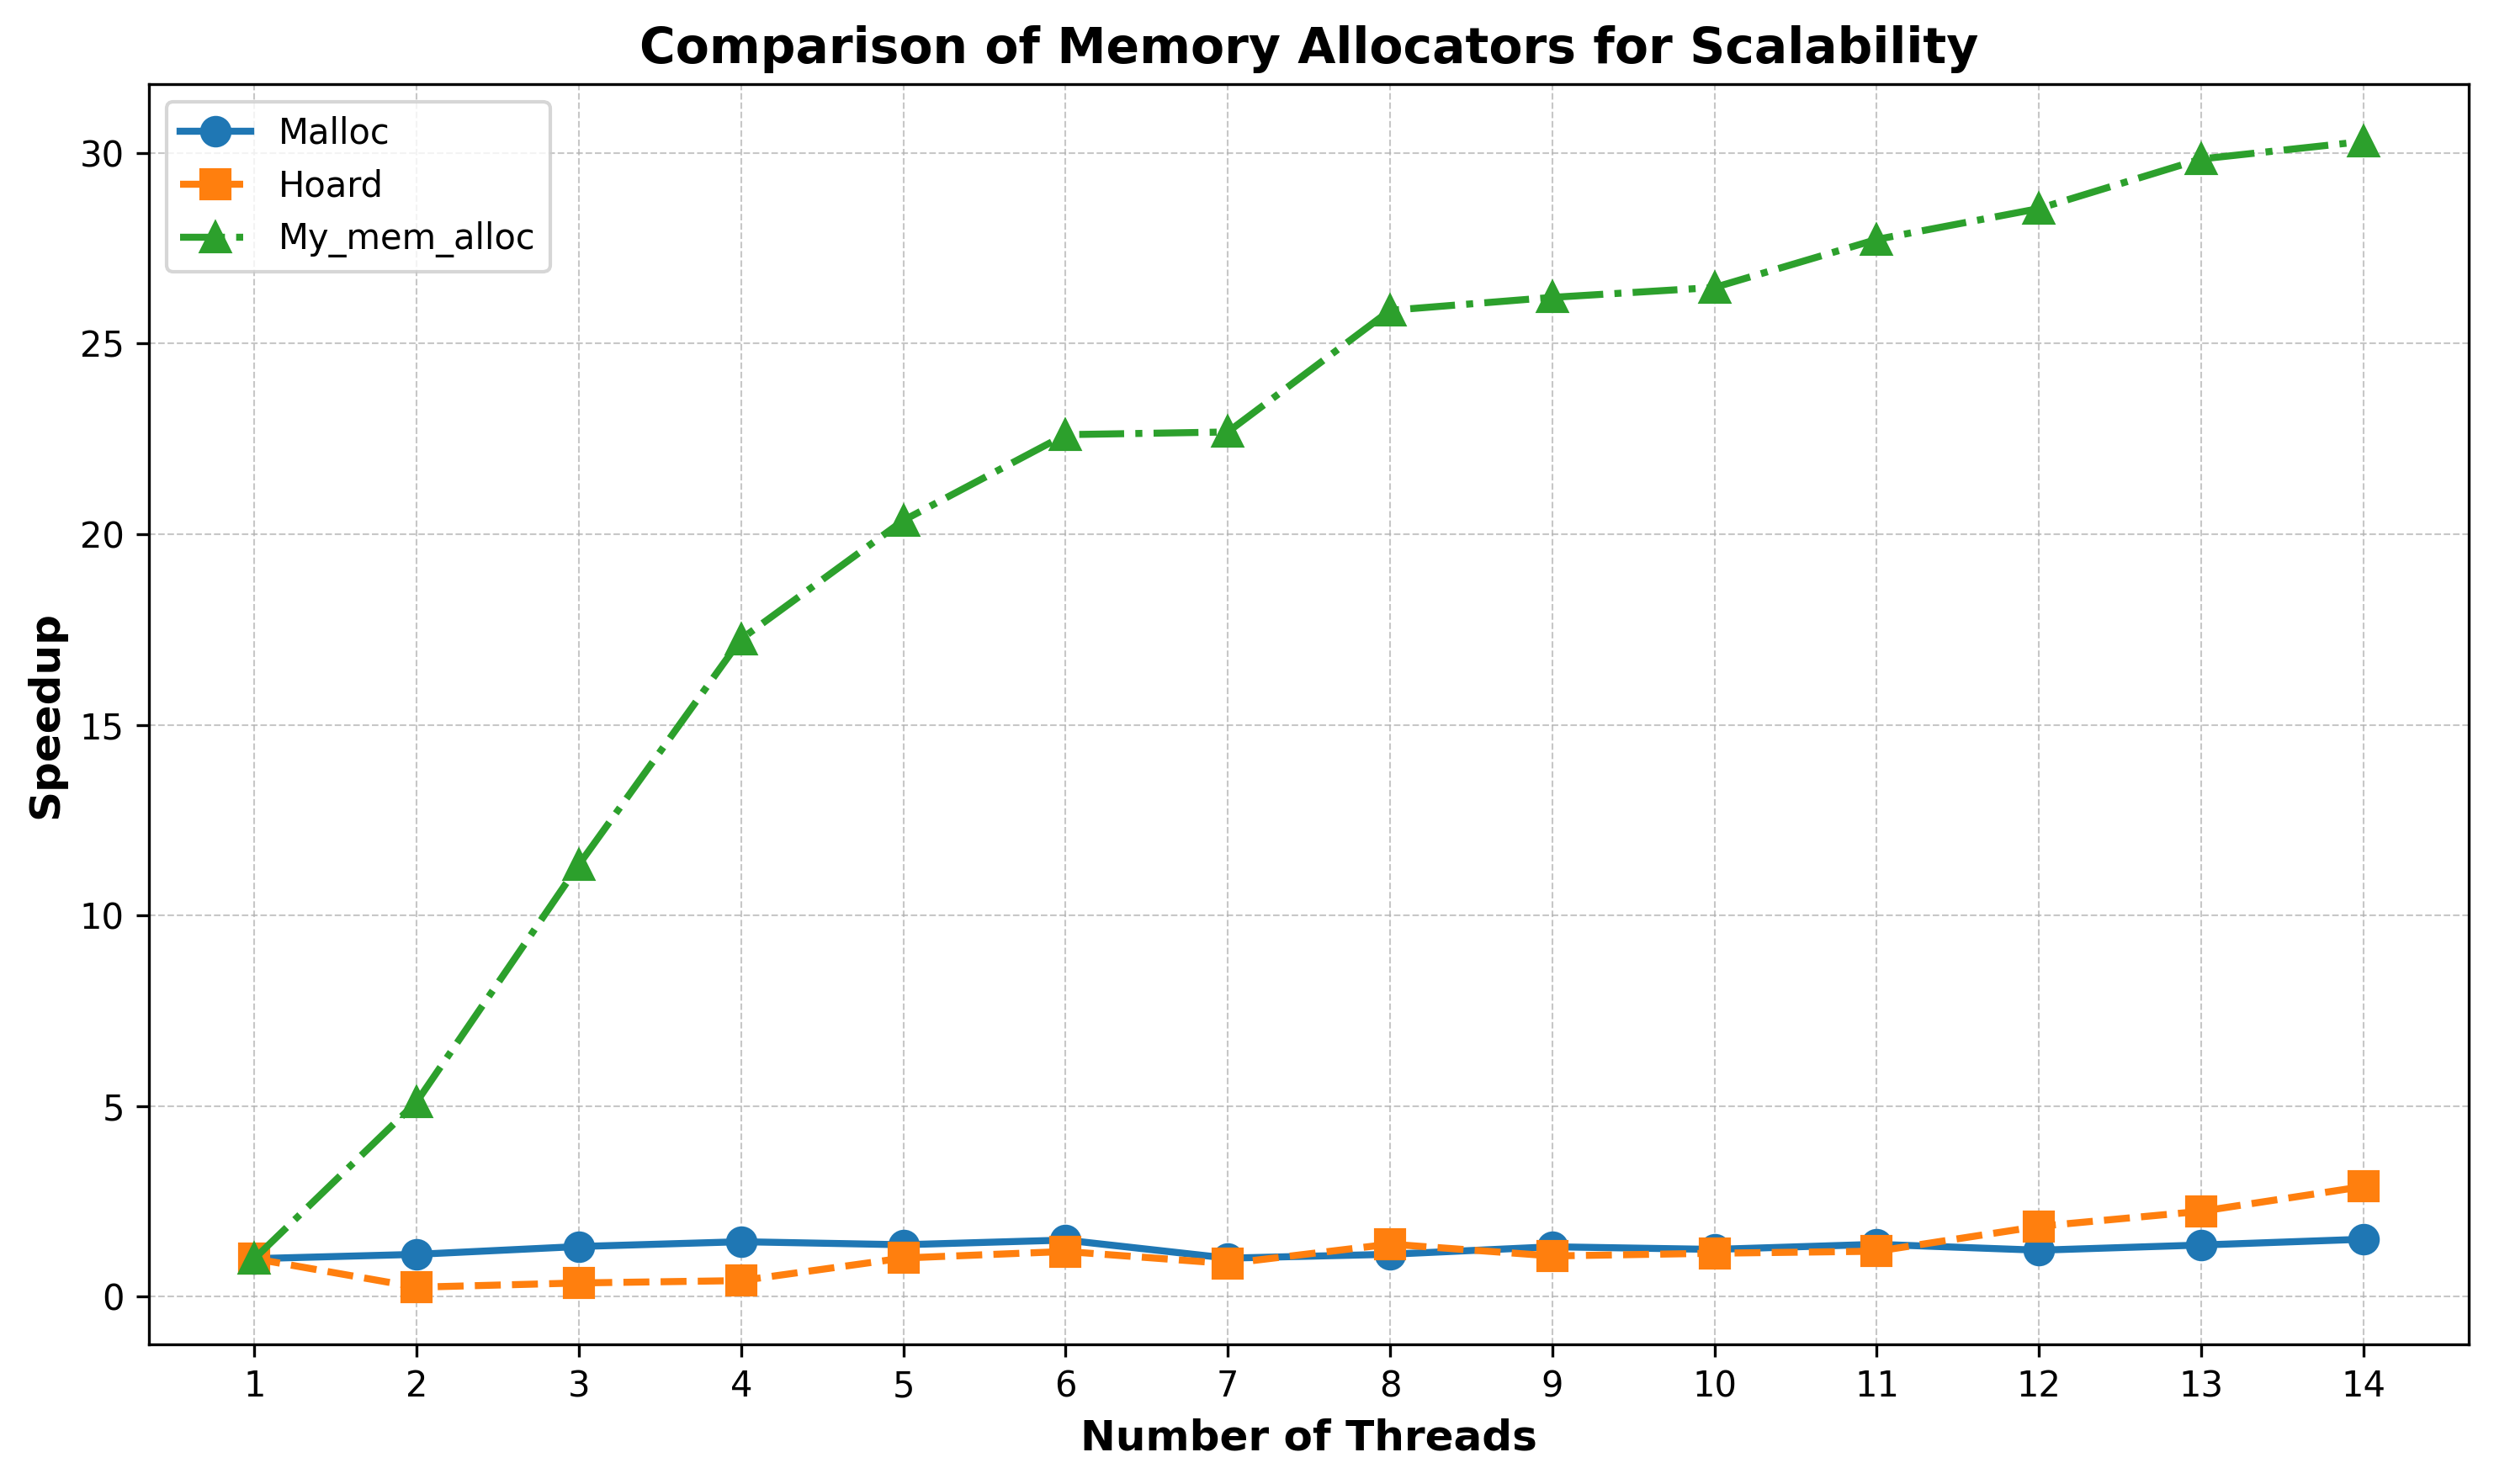 Comparison of Memory Allocators for Scalability
Malloc
Hoard
My_mem_alloc
30
25
20
15
10
5
0
Speedup
1 2 3 4 5 6 7 8 9 10 11 12 13 14
Number of Threads